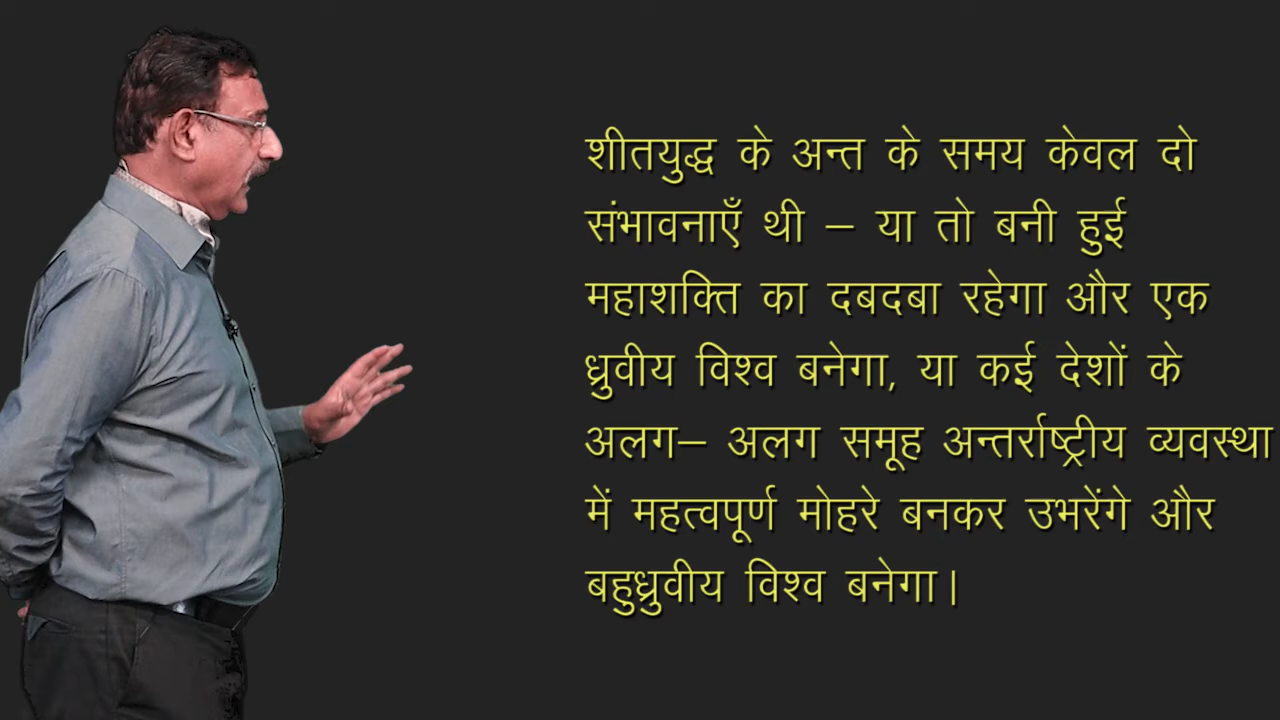 शीतयुद्ध के अन्त के समय केवल दो
संभावनाएँ थी – या तो बनी हुई
महाशक्ति का दबदबा रहेगा और एक
ध्रुवीय विश्व बनेगा, या कई देशों के
अलग– अलग समूह अन्तर्राष्ट्रीय व्यवस्था
में महत्वपूर्ण मोहरे बनकर उभरेंगे और
बहुध्रुवीय विश्व बनेगा।